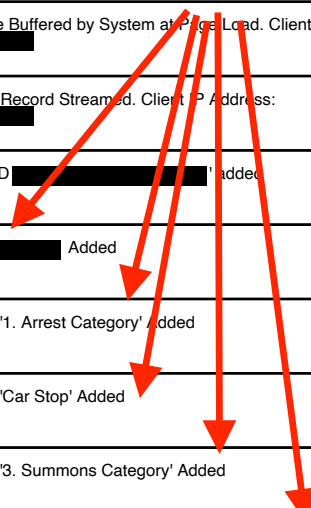 e Buffered by System at Page Load. Client
Record Streamed. Client IP Address:
D ' added
Added
'1. Arrest Category' Added
'Car Stop' Added
'3. Summons Category' Added